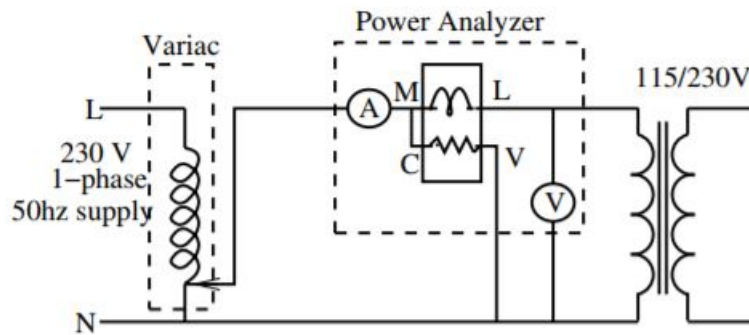 Power Analyzer
Variac
115/230V
L
A
M
L
230 V
1-phase
50hz supply
C
V
V
N